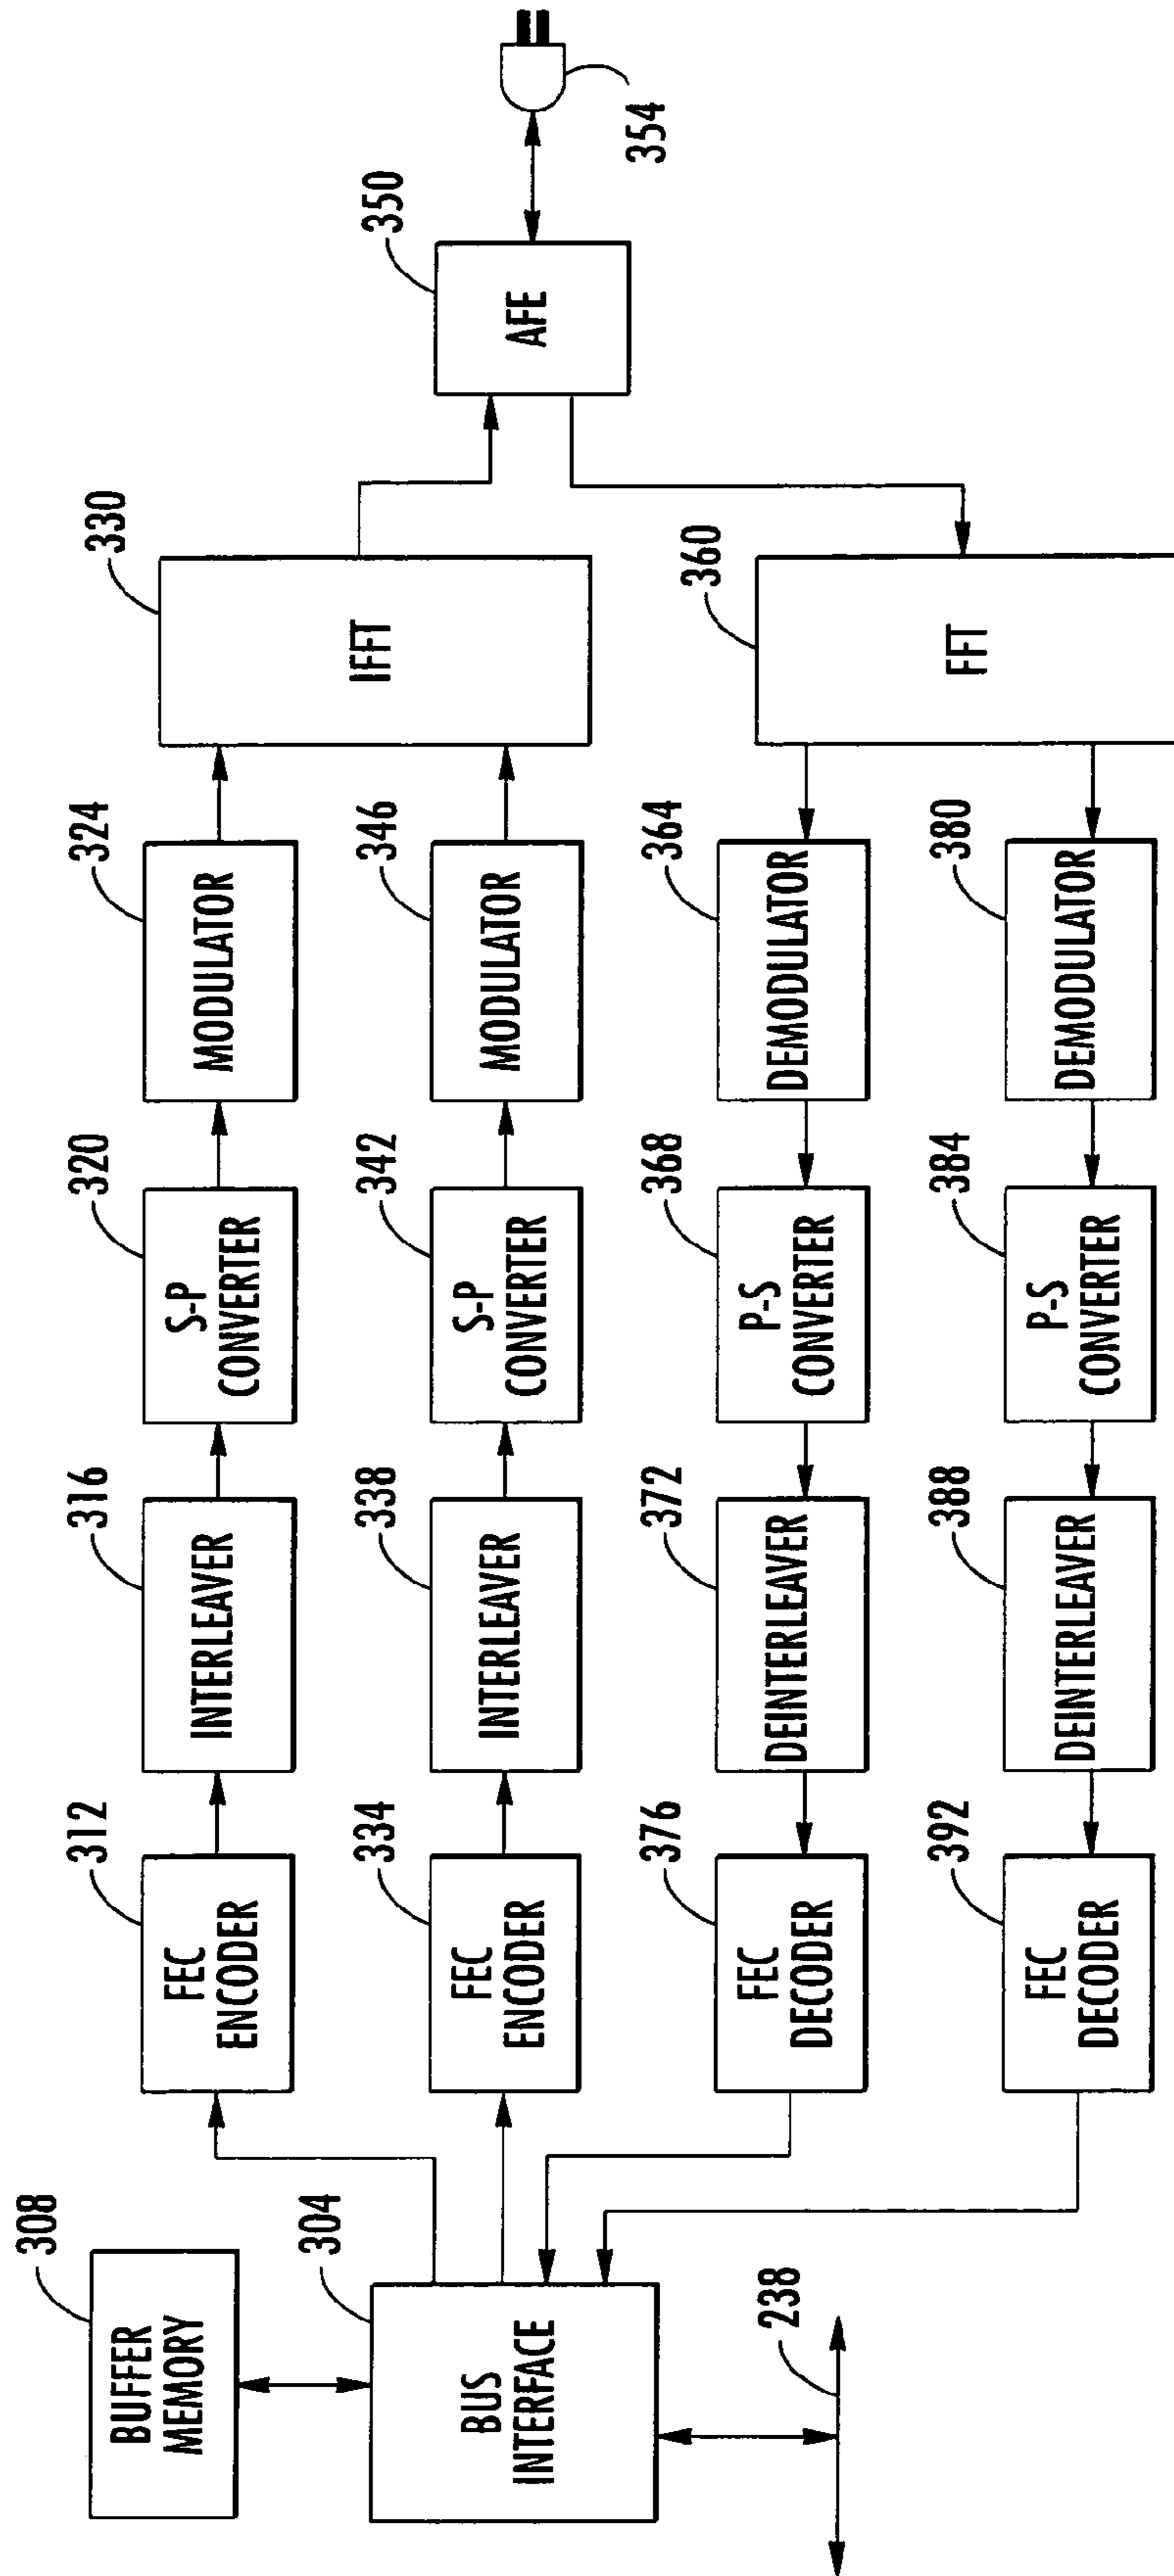 308
BUFFER
MEMORY
304
BUS
INTERFACE
238
312
FEC
ENCODER
316
INTERLEAVER
320
S-P
CONVERTER
324
MODULATOR
330
IFFT
334
FEC
ENCODER
338
INTERLEAVER
342
S-P
CONVERTER
346
MODULATOR
350
AFE
354
360
FFT
364
DEMODULATOR
368
P-S
CONVERTER
372
DEINTERLEAVER
376
FEC
DECODER
380
DEMODULATOR
384
P-S
CONVERTER
388
DEINTERLEAVER
392
FEC
DECODER